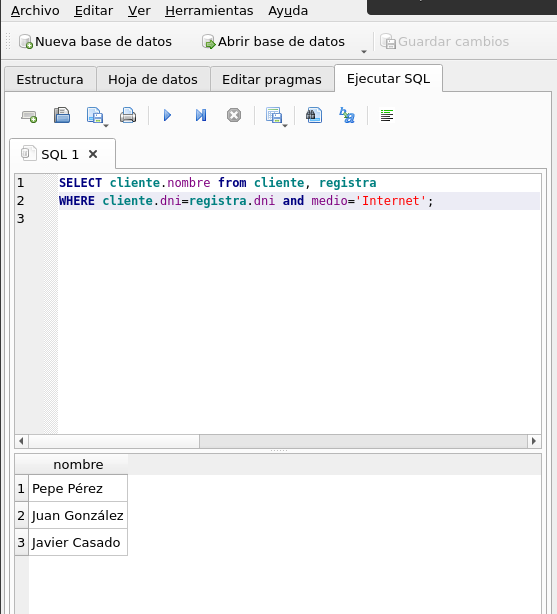 Archivo Editar Ver Herramientas Ayuda
Nueva base de datos Abrir base de datos Guardar cambios
Estructura Hoja de datos Editar pragmas Ejecutar SQL
SQL 1
1 SELECT cliente.nombre from cliente, registra
2 WHERE cliente.dni=registra.dni and medio='Internet';
3
nombre
1 Pepe Pérez
2 Juan González
3 Javier Casado